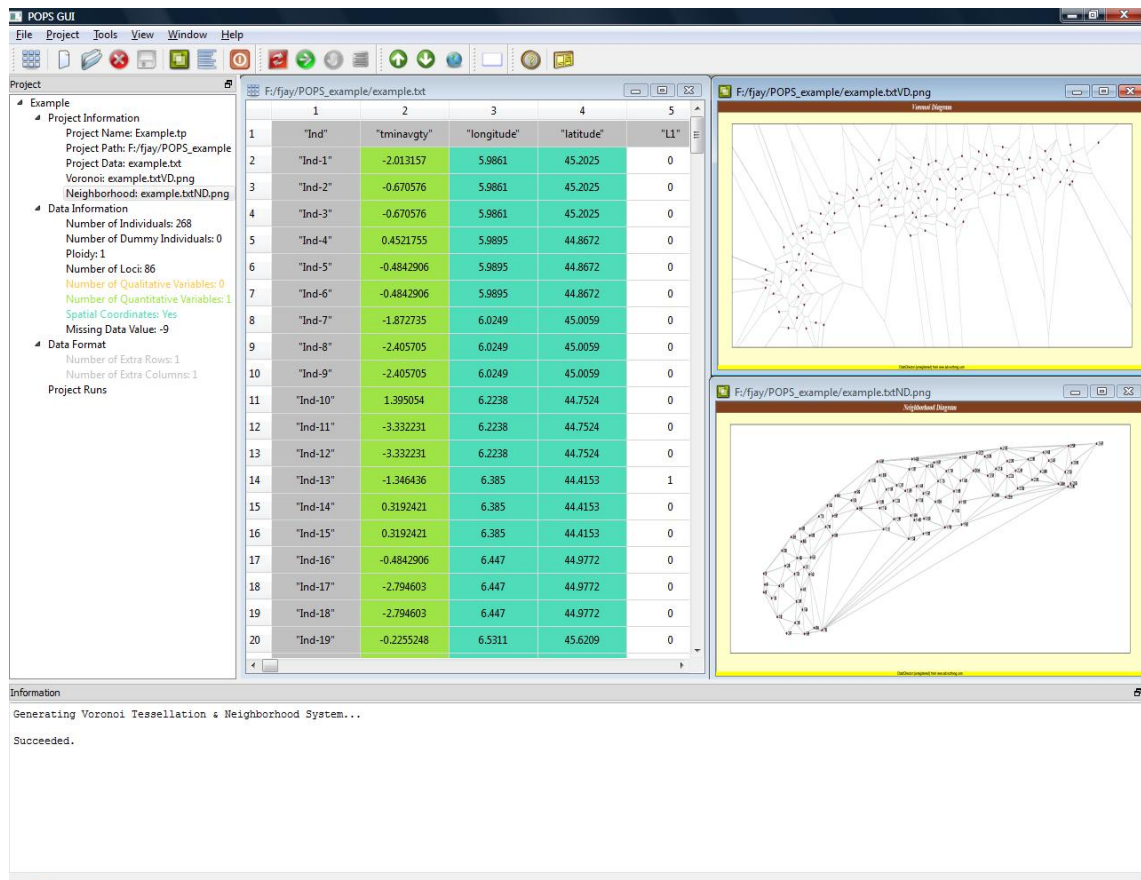 POPS GUI
File Project Tools View Window Help
Project
Example
Project Information
Project Name: Example.tp
Project Path: F:/fjay/POPS_example
Project Data: example.txt
Voronoi: example.txtVD.png
Neighborhood: example.txtND.png
Data Information
Number of Individuals: 268
Number of Dummy Individuals: 0
Ploidy: 1
Number of Loci: 86
Number of Qualitative Variables: 0
Number of Quantitative Variables: 1
Spatial Coordinates: Yes
Missing Data Value: -9
Data Format
Number of Extra Rows: 1
Number of Extra Columns: 1
Project Runs
F:/fjay/POPS_example/example.txt
1 2 3 4 5
1 "Ind" "tminavgty" "longitude" "latitude" "L1"
2 "Ind-1" -2.013157 5.9861 45.2025 0
3 "Ind-2" -0.670576 5.9861 45.2025 0
4 "Ind-3" -0.670576 5.9861 45.2025 0
5 "Ind-4" 0.4521755 5.9895 44.8672 0
6 "Ind-5" -0.4842906 5.9895 44.8672 0
7 "Ind-6" -0.4842906 5.9895 44.8672 0
8 "Ind-7" -1.872735 6.0249 45.0059 0
9 "Ind-8" -2.405705 6.0249 45.0059 0
10 "Ind-9" -2.405705 6.0249 45.0059 0
11 "Ind-10" 1.395054 6.2238 44.7524 0
12 "Ind-11" -3.332231 6.2238 44.7524 0
13 "Ind-12" -3.332231 6.2238 44.7524 0
14 "Ind-13" -1.346436 6.385 44.4153 1
15 "Ind-14" 0.3192421 6.385 44.4153 0
16 "Ind-15" 0.3192421 6.385 44.4153 0
17 "Ind-16" -0.4842906 6.447 44.9772 0
18 "Ind-17" -2.794603 6.447 44.9772 0
19 "Ind-18" -2.794603 6.447 44.9772 0
20 "Ind-19" -0.2255248 6.5311 45.6209 0
F:/fjay/POPS_example/example.txtVD.png
Voronoi Diagram
F:/fjay/POPS_example/example.txtND.png
Neighborhood Diagram
Information
Generating Voronoi Tessellation & Neighborhood System...
Succeeded.